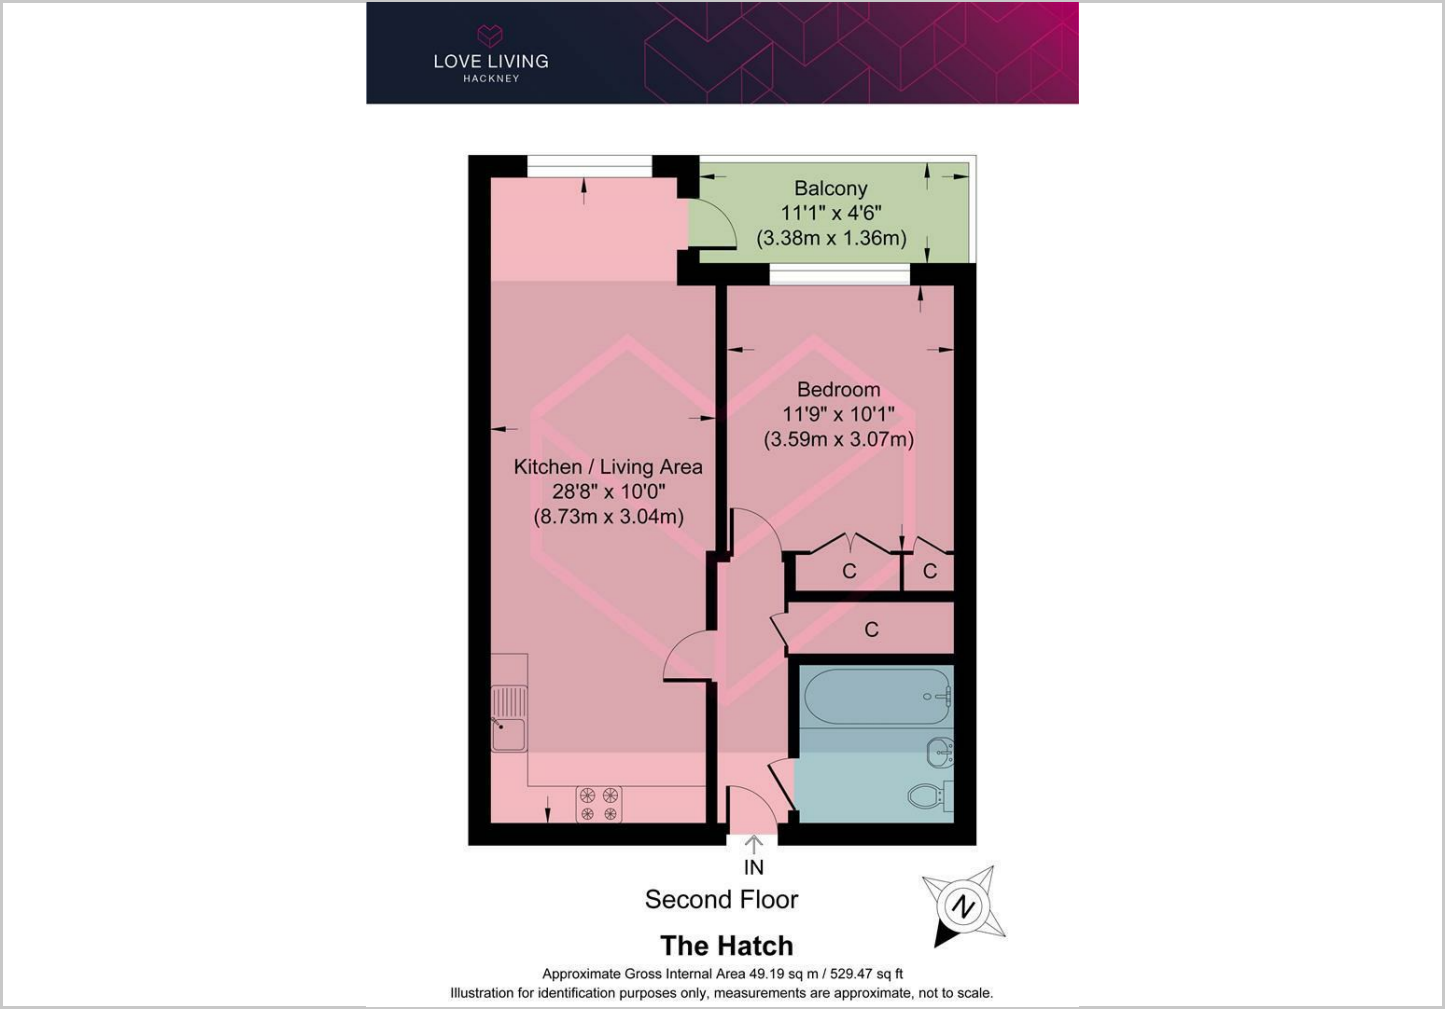 LOVE LIVING
HACKNEY
Balcony
11'1" x 4'6"
(3.38m x 1.36m)
Bedroom
11'9" x 10'1"
(3.59m x 3.07m)
Kitchen / Living Area
28'8" x 10'0"
(8.73m x 3.04m)
C
C
C
IN
Second Floor
N
The Hatch
Approximate Gross Internal Area 49.19 sq m / 529.47 sq ft
Illustration for identification purposes only, measurements are approximate, not to scale.